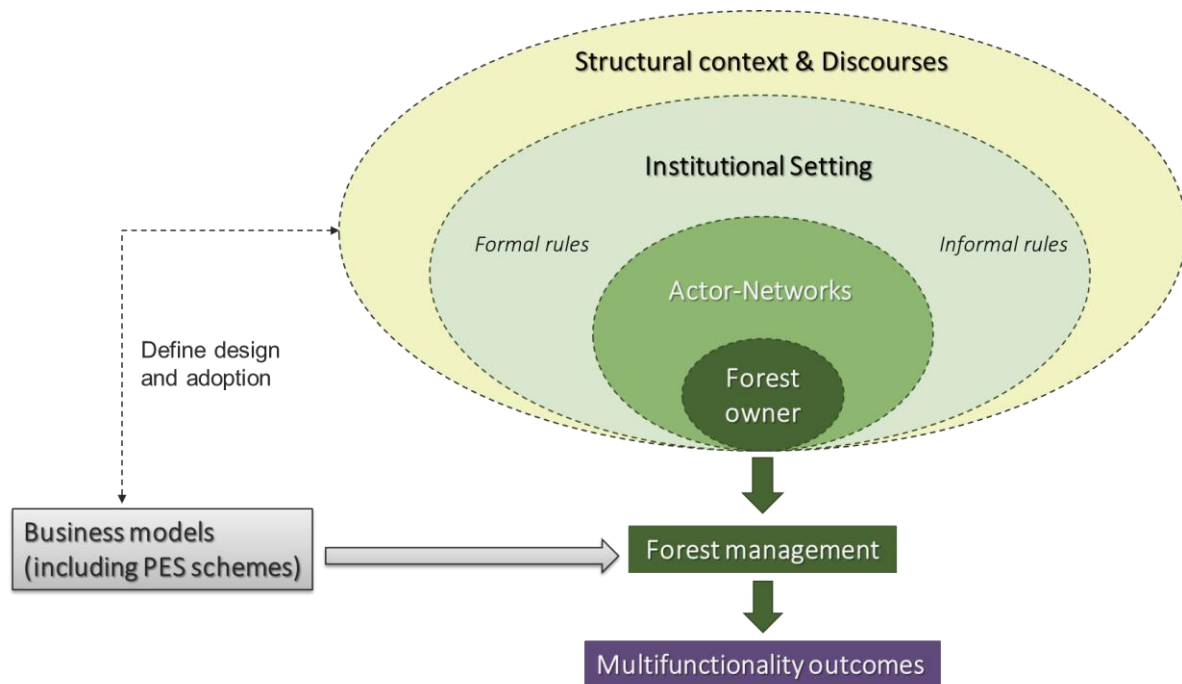 Structural context & Discourses
Institutional Setting
Formal rules
Informal rules
Actor-Networks
Forest
owner
Define design
and adoption
Business models
(including PES schemes)
Forest management
Multifunctionality outcomes